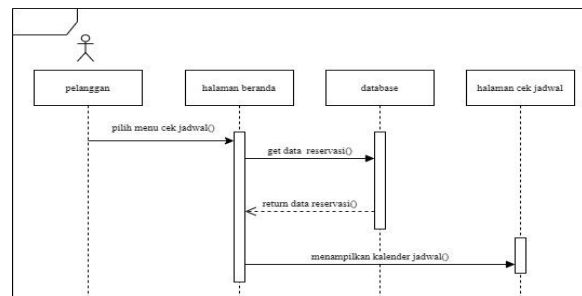 pelanggan
halaman beranda
database
halaman cek jadwal
pilih menu cek jadwal()
get data reservasi()
return data reservasi()
menampilkan kalender jadwal()